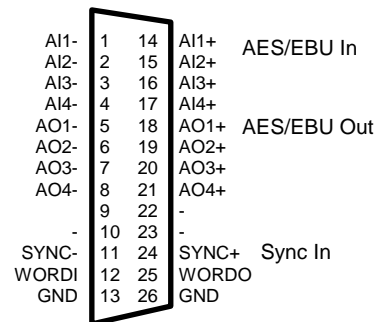 AI1- 1 14 AI1+ AES/EBU In
AI2- 2 15 AI2+
AI3- 3 16 AI3+
AI4- 4 17 AI4+
AO1- 5 18 AO1+ AES/EBU Out
AO2- 6 19 AO2+
AO3- 7 20 AO3+
AO4- 8 21 AO4+
9 22 -
- 10 23 -
SYNC- 11 24 SYNC+ Sync In
WORDI 12 25 WORDO
GND 13 26 GND